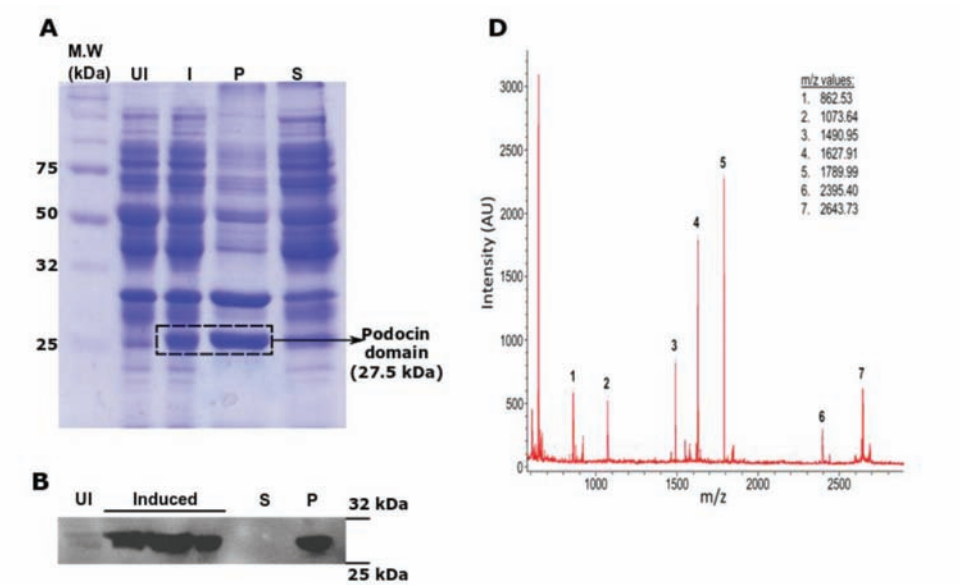 A
M.W
(kDa) UI I P S
75
50
32
25
Podocin
domain
(27.5 kDa)
B
UI Induced S P
32 kDa
25 kDa
D
Intensity (AU)
3000
2500
2000
1500
1000
500
0
1000 1500 2000 2500
m/z
1 2 3 4 5 6 7
m/z values:
1. 862.53
2. 1073.64
3. 1490.95
4. 1627.91
5. 1789.99
6. 2395.40
7. 2643.73